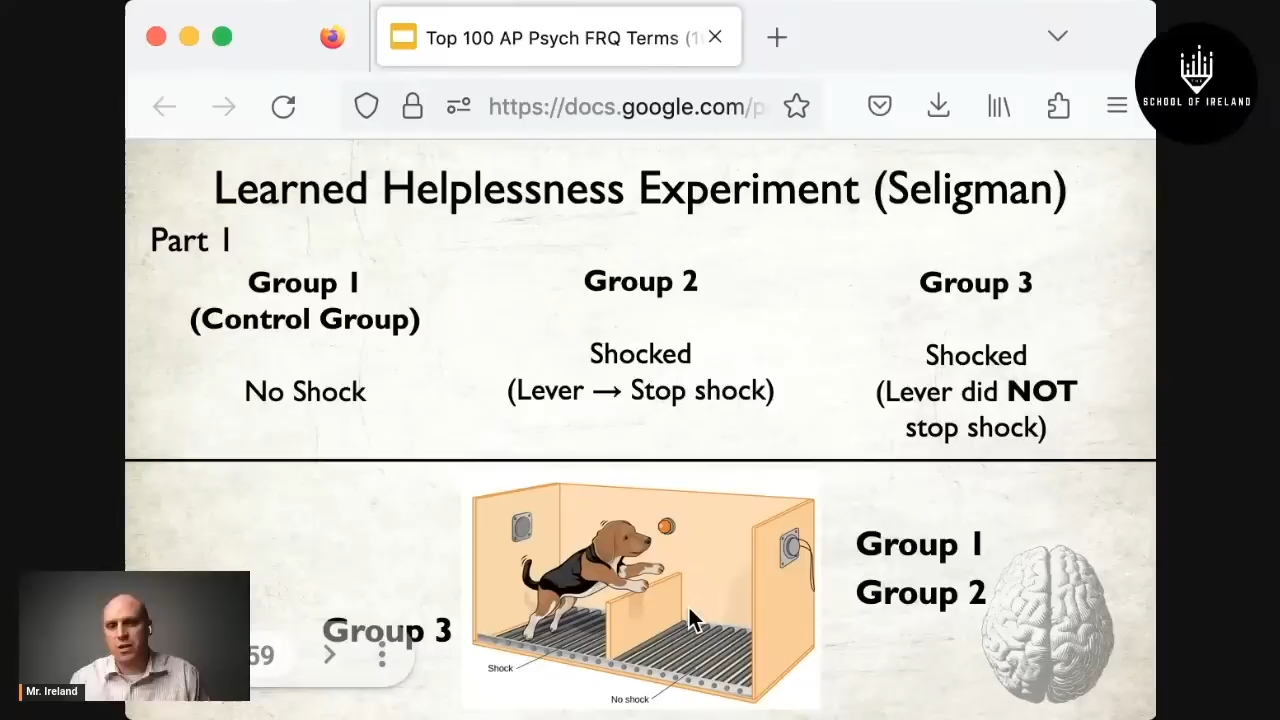 Top 100 AP Psych FRQ Terms (1
https://docs.google.com/p
THE
SCHOOL OF IRELAND
Learned Helplessness Experiment (Seligman)
Part 1
Group 1
(Control Group)
No Shock
Group 2
Shocked
(Lever → Stop shock)
Group 3
Shocked
(Lever did NOT
stop shock)
Group 3
Shock
No shock
Group 1
Group 2
59
Mr. Ireland